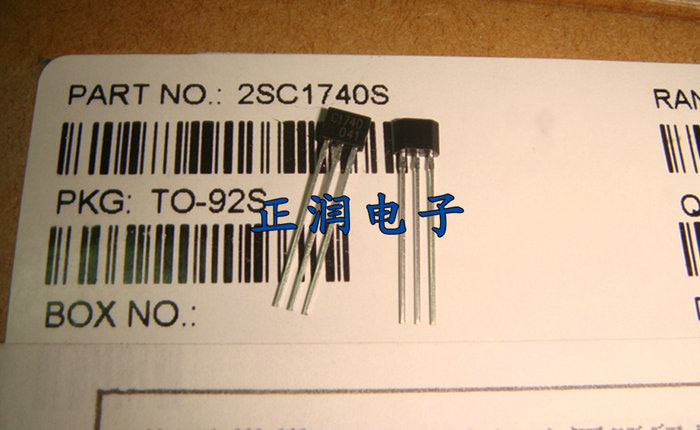 PART NO.: 2SC1740S
RAN
C1740
041
PKG: TO-92S
Q
正润电子
BOX NO.: